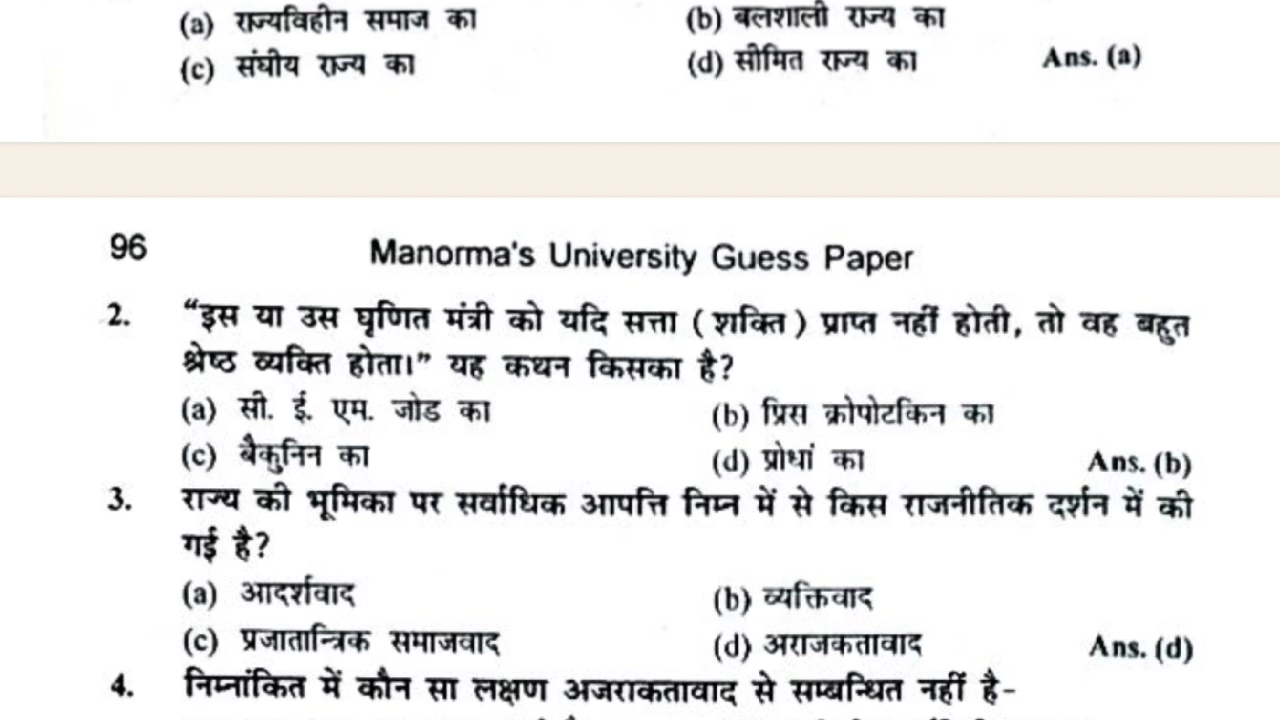 (a) राज्यविहीन समाज का (b) बलशाली राज्य का
(c) संघीय राज्य का (d) सीमित राज्य का Ans. (a)
96 Manorma's University Guess Paper
2. “इस या उस घृणित मंत्री को यदि सत्ता (शक्ति) प्राप्त नहीं होती, तो वह बहुत
श्रेष्ठ व्यक्ति होता।” यह कथन किसका है?
(a) सी. ई. एम. जोड का (b) प्रिस क्रोपोटकिन का
(c) बैकुनिन का (d) प्रोधां का Ans. (b)
3. राज्य की भूमिका पर सर्वाधिक आपत्ति निम्न में से किस राजनीतिक दर्शन में की
गई है?
(a) आदर्शवाद (b) व्यक्तिवाद
(c) प्रजातान्त्रिक समाजवाद (d) अराजकतावाद Ans. (d)
4. निम्नांकित में कौन सा लक्षण अजराकतावाद से सम्बन्धित नहीं है-